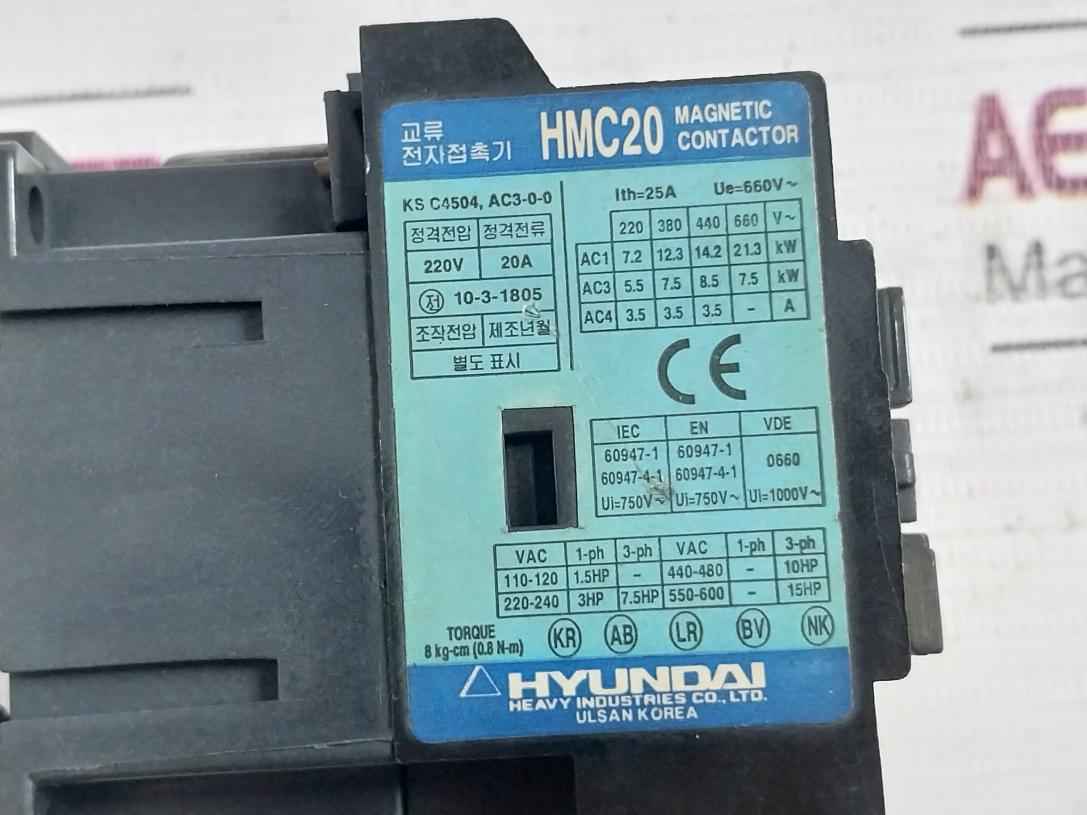 교류
전자접촉기
HMC20
MAGNETIC
CONTACTOR
KS C4504, AC3-0-0
정격전압 정격전류
220V 20A
전 10-3-1805
조작전압 제조년월
별도 표시
Ith=25A Ue=660V~
220 380 440 660 V~
AC1 7.2 12.3 14.2 21.3 kW
AC3 5.5 7.5 8.5 7.5 kW
AC4 3.5 3.5 3.5 - A
CE
IEC EN VDE
60947-1 60947-1 0660
60947-4-1 60947-4-1
Ui=750V~ Ui=750V~ Ui=1000V~
VAC 1-ph 3-ph VAC 1-ph 3-ph
110-120 1.5HP - 440-480 - 10HP
220-240 3HP 7.5HP 550-600 - 15HP
TORQUE
8 kg-cm (0.8 N-m)
KR AB LR BV NK
HYUNDAI
HEAVY INDUSTRIES CO., LTD.
ULSAN KOREA
AE
Ma